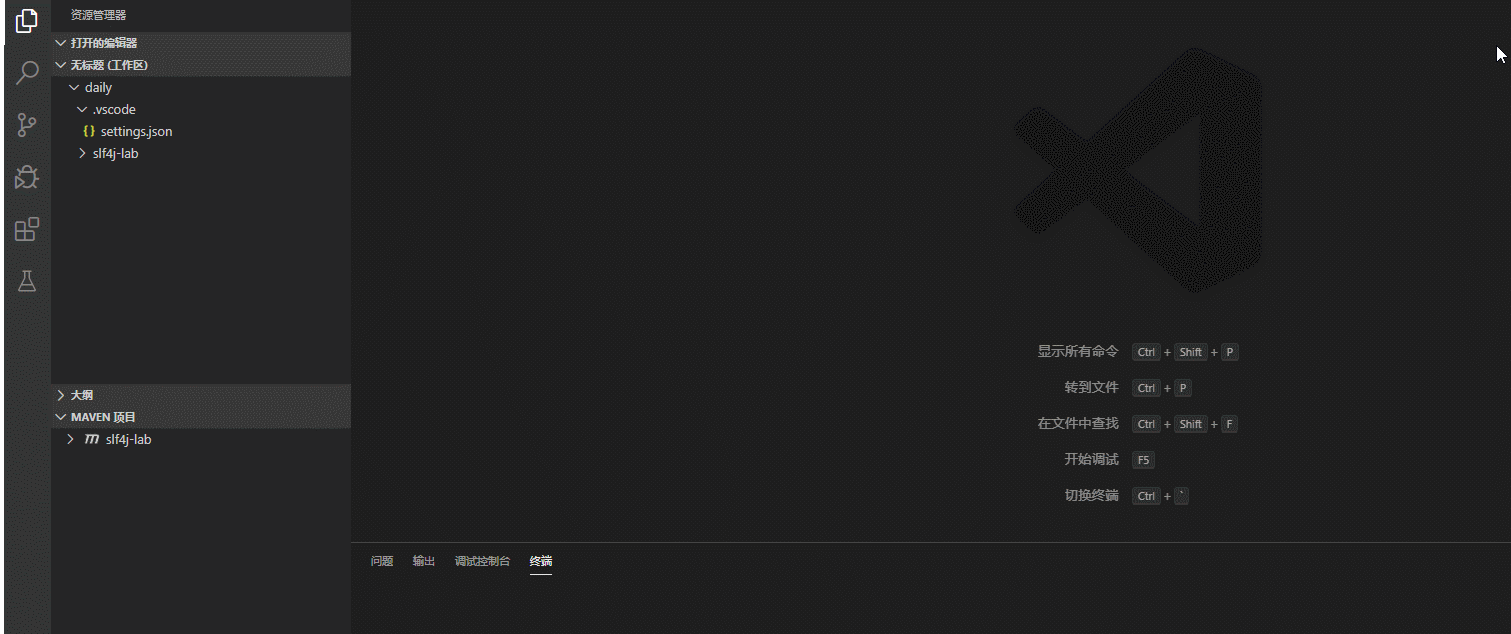 资源管理器
打开的编辑器
无标题 (工作区)
daily
.vscode
{} settings.json
slf4j-lab
大纲
MAVEN 项目
m slf4j-lab
显示所有命令 Ctrl + Shift + P
转到文件 Ctrl + P
在文件中查找 Ctrl + Shift + F
开始调试 F5
切换终端 Ctrl + `
问题 输出 调试控制台 终端